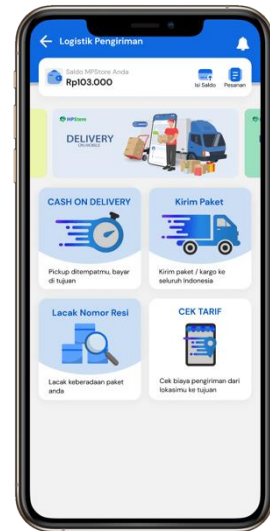 Logistik Pengiriman
Saldo MPStore Anda
Rp103.000
Isi Saldo
Pesanan
MPStore
DELIVERY
ON MOBILE
CASH ON DELIVERY
Pickup ditempatmu, bayar
di tujuan
Kirim Paket
Kirim paket / kargo ke
seluruh Indonesia
Lacak Nomor Resi
Lacak keberadaan paket
anda
CEK TARIF
Cek biaya pengiriman dari
lokasimu ke tujuan